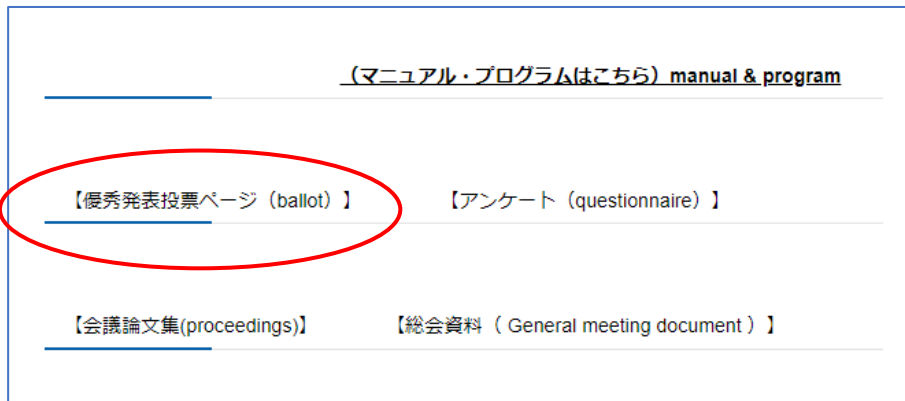 （マニュアル・プログラムはこちら）manual & program
【優秀発表投票ページ（ballot）】 【アンケート（questionnaire）】
【会議論文集(proceedings)】 【総会資料（ General meeting document ）】